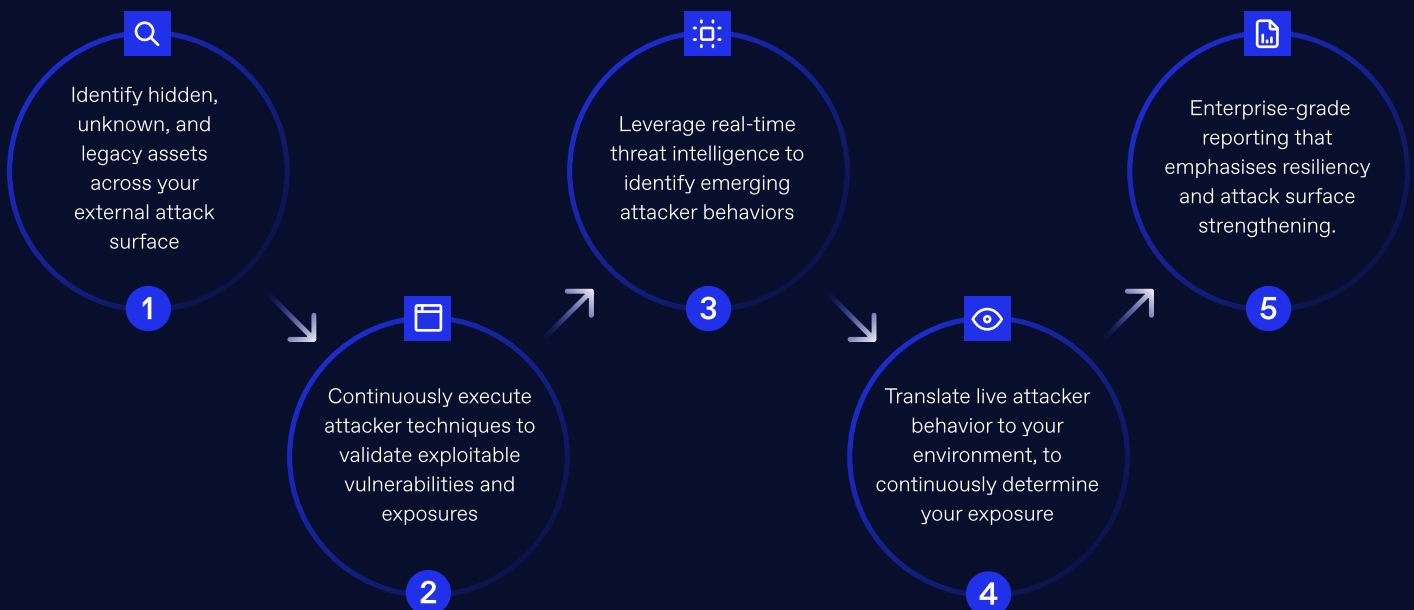 Identify hidden,
unknown, and
legacy assets
across your
external attack
surface
1
Continuously execute
attacker techniques to
validate exploitable
vulnerabilities and
exposures
2
Leverage real-time
threat intelligence to
identify emerging
attacker behaviors
3
Translate live attacker
behavior to your
environment, to
continuously determine
your exposure
4
Enterprise-grade
reporting that
emphasises resiliency
and attack surface
strengthening.
5